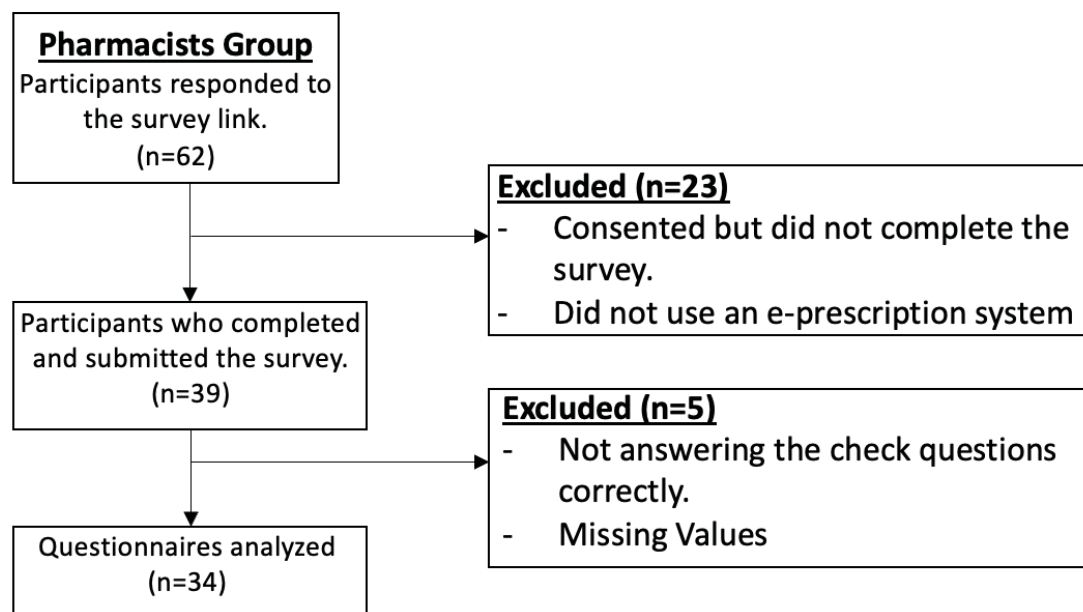 Pharmacists Group
Participants responded to
the survey link.
(n=62)
Excluded (n=23)
- Consented but did not complete the
survey.
- Did not use an e-prescription system
Participants who completed
and submitted the survey.
(n=39)
Excluded (n=5)
- Not answering the check questions
correctly.
- Missing Values
Questionnaires analyzed
(n=34)